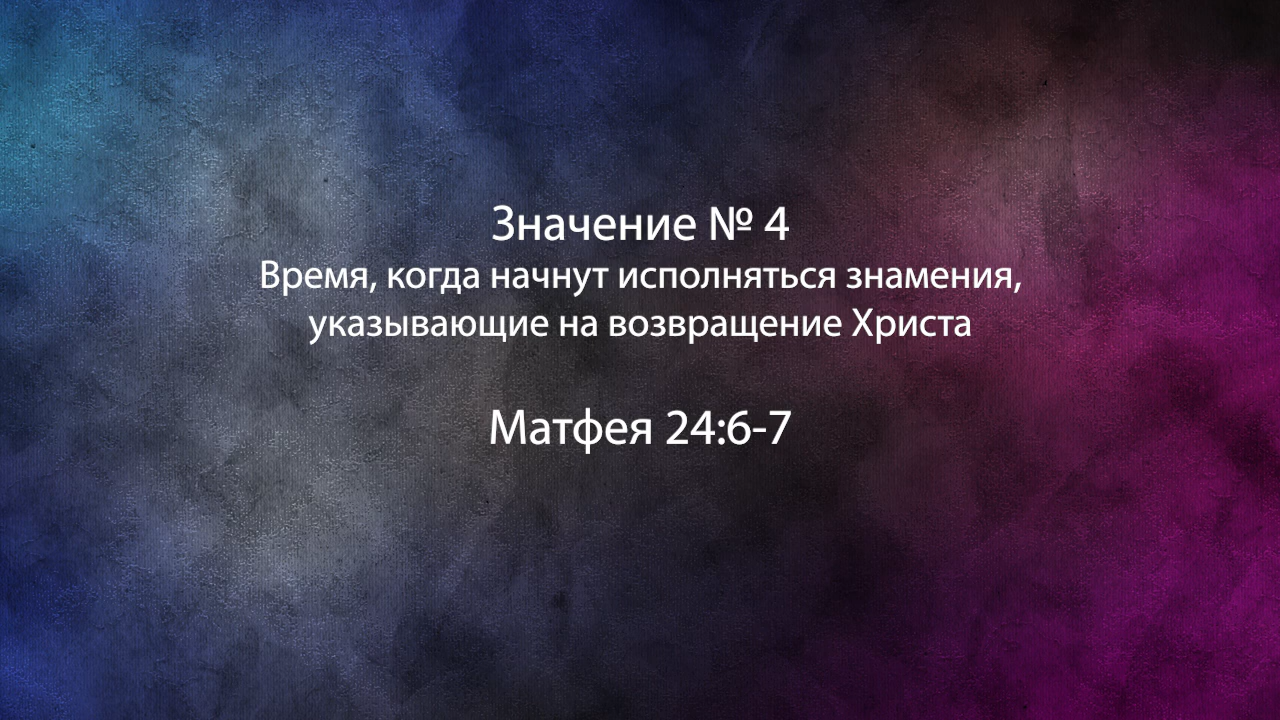 Значение № 4
Время, когда начнут исполняться знамения,
указывающие на возвращение Христа
Матфея 24:6-7